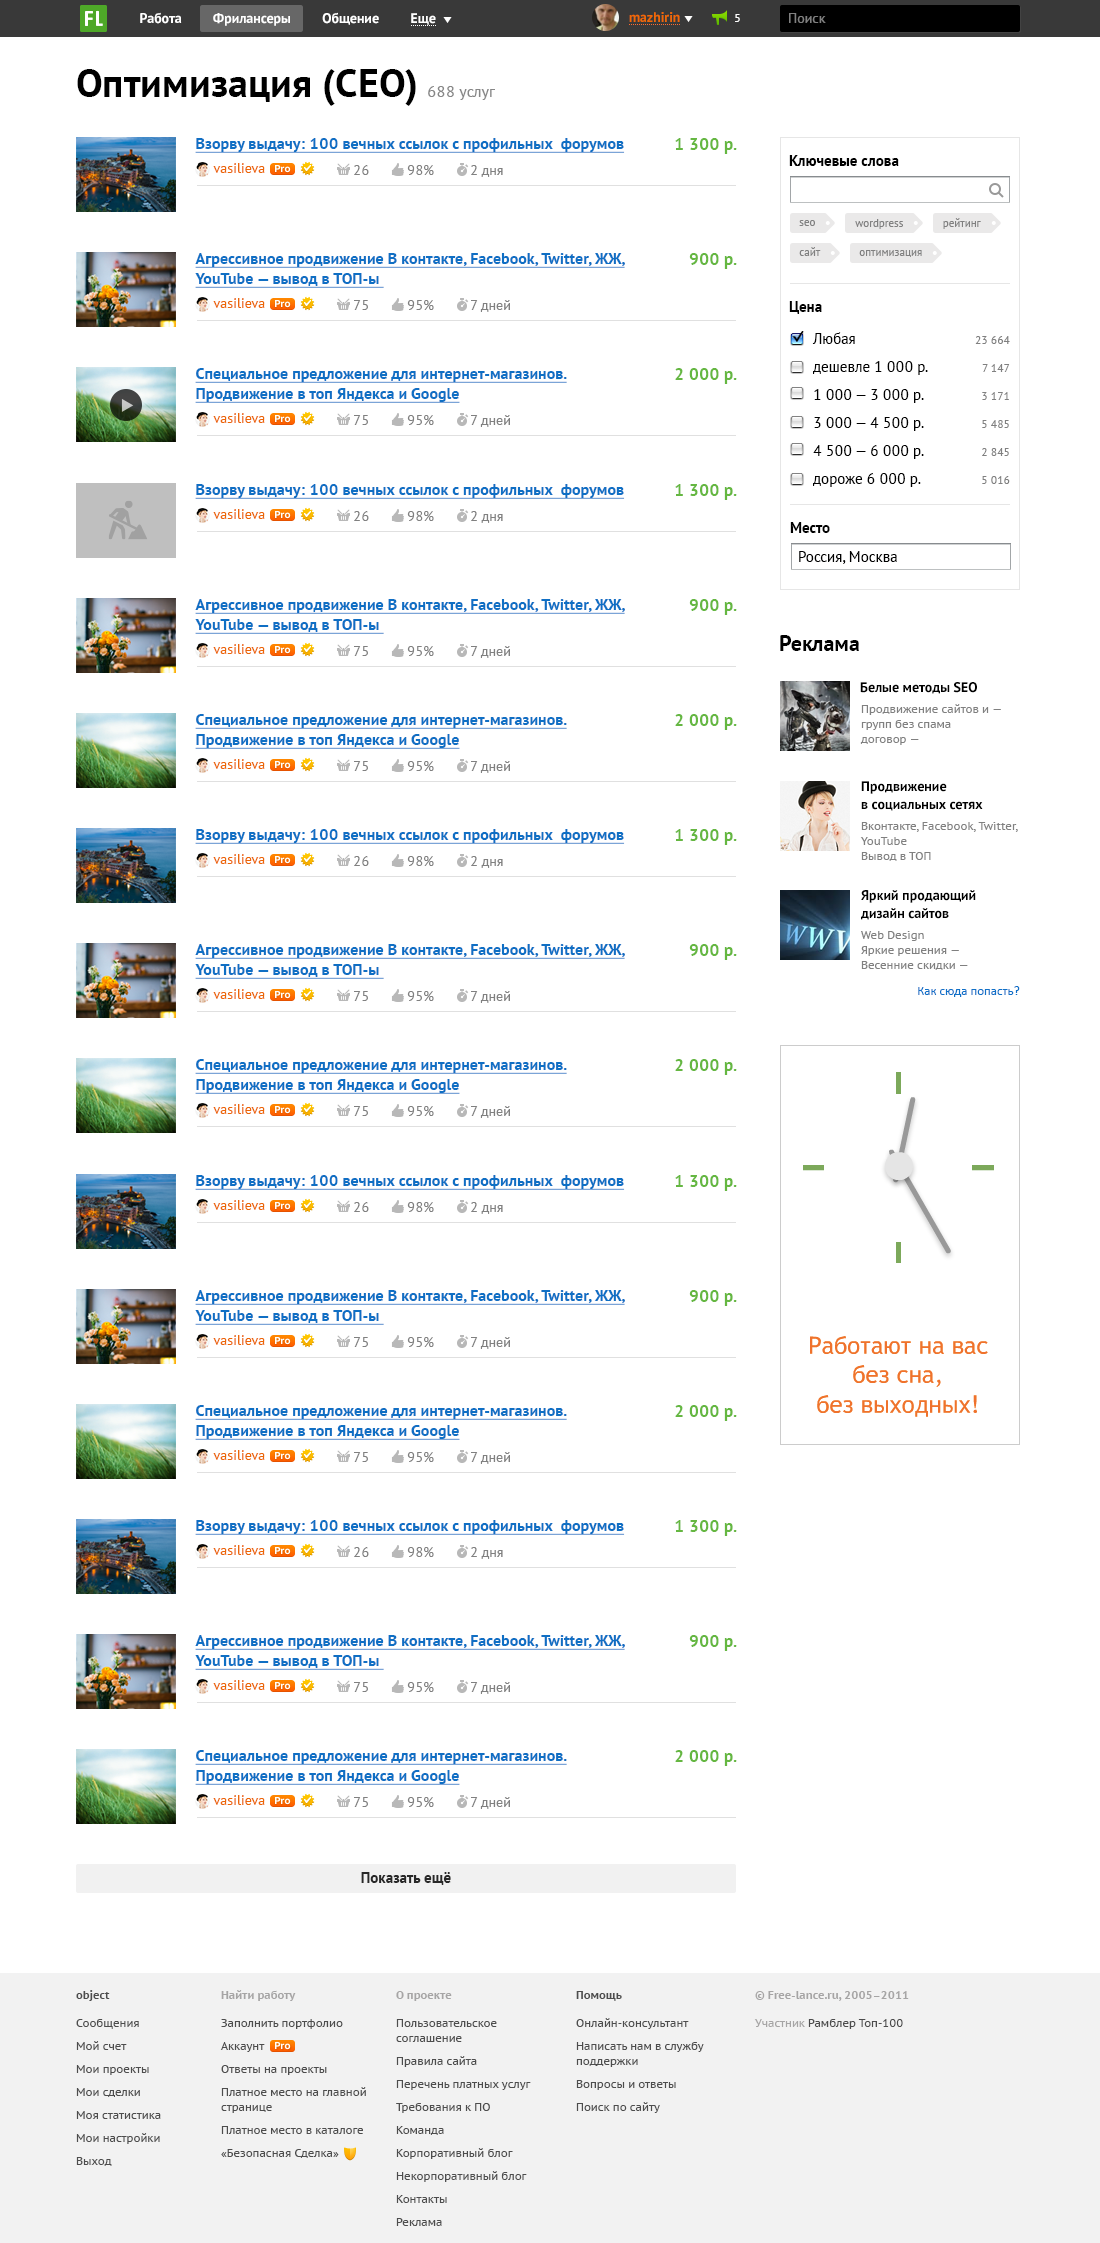 FL Работа Фрилансеры Общение Еще mazhirin 5 Поиск
Оптимизация (СЕО) 688 услуг
Взорву выдачу: 100 вечных ссылок с профильных форумов 1 300 р.
vasilieva Pro 26 98% 2 дня
Агрессивное продвижение В контакте, Facebook, Twitter, ЖЖ, 900 р.
YouTube — вывод в ТОП-ы
vasilieva Pro 75 95% 7 дней
Специальное предложение для интернет-магазинов. 2 000 р.
Продвижение в топ Яндекса и Google
vasilieva Pro 75 95% 7 дней
Взорву выдачу: 100 вечных ссылок с профильных форумов 1 300 р.
vasilieva Pro 26 98% 2 дня
Агрессивное продвижение В контакте, Facebook, Twitter, ЖЖ, 900 р.
YouTube — вывод в ТОП-ы
vasilieva Pro 75 95% 7 дней
Специальное предложение для интернет-магазинов. 2 000 р.
Продвижение в топ Яндекса и Google
vasilieva Pro 75 95% 7 дней
Взорву выдачу: 100 вечных ссылок с профильных форумов 1 300 р.
vasilieva Pro 26 98% 2 дня
Агрессивное продвижение В контакте, Facebook, Twitter, ЖЖ, 900 р.
YouTube — вывод в ТОП-ы
vasilieva Pro 75 95% 7 дней
Специальное предложение для интернет-магазинов. 2 000 р.
Продвижение в топ Яндекса и Google
vasilieva Pro 75 95% 7 дней
Взорву выдачу: 100 вечных ссылок с профильных форумов 1 300 р.
vasilieva Pro 26 98% 2 дня
Агрессивное продвижение В контакте, Facebook, Twitter, ЖЖ, 900 р.
YouTube — вывод в ТОП-ы
vasilieva Pro 75 95% 7 дней
Специальное предложение для интернет-магазинов. 2 000 р.
Продвижение в топ Яндекса и Google
vasilieva Pro 75 95% 7 дней
Взорву выдачу: 100 вечных ссылок с профильных форумов 1 300 р.
vasilieva Pro 26 98% 2 дня
Агрессивное продвижение В контакте, Facebook, Twitter, ЖЖ, 900 р.
YouTube — вывод в ТОП-ы
vasilieva Pro 75 95% 7 дней
Специальное предложение для интернет-магазинов. 2 000 р.
Продвижение в топ Яндекса и Google
vasilieva Pro 75 95% 7 дней
Показать ещё
Ключевые слова
seo wordpress рейтинг
сайт оптимизация
Цена
Любая 23 664
дешевле 1 000 р. 7 147
1 000 — 3 000 р. 3 171
3 000 — 4 500 р. 5 485
4 500 — 6 000 р. 2 845
дороже 6 000 р. 5 016
Место
Россия, Москва
Реклама
Белые методы SEO
Продвижение сайтов и —
групп без спама
договор —
Продвижение
в социальных сетях
Вконтакте, Facebook, Twitter,
YouTube
Вывод в ТОП
WWW
Яркий продающий
дизайн сайтов
Web Design
Яркие решения —
Весенние скидки —
Как сюда попасть?
Работают на вас
без сна,
без выходных!
object
Сообщения
Мой счет
Мои проекты
Мои сделки
Моя статистика
Мои настройки
Выход
Найти работу
Заполнить портфолио
Аккаунт Pro
Ответы на проекты
Платное место на главной
странице
Платное место в каталоге
«Безопасная Сделка»
О проекте
Пользовательское
соглашение
Правила сайта
Перечень платных услуг
Требования к ПО
Команда
Корпоративный блог
Некорпоративный блог
Контакты
Реклама
Помощь
Онлайн-консультант
Написать нам в службу
поддержки
Вопросы и ответы
Поиск по сайту
© Free-lance.ru, 2005–2011
Участник Рамблер Топ-100